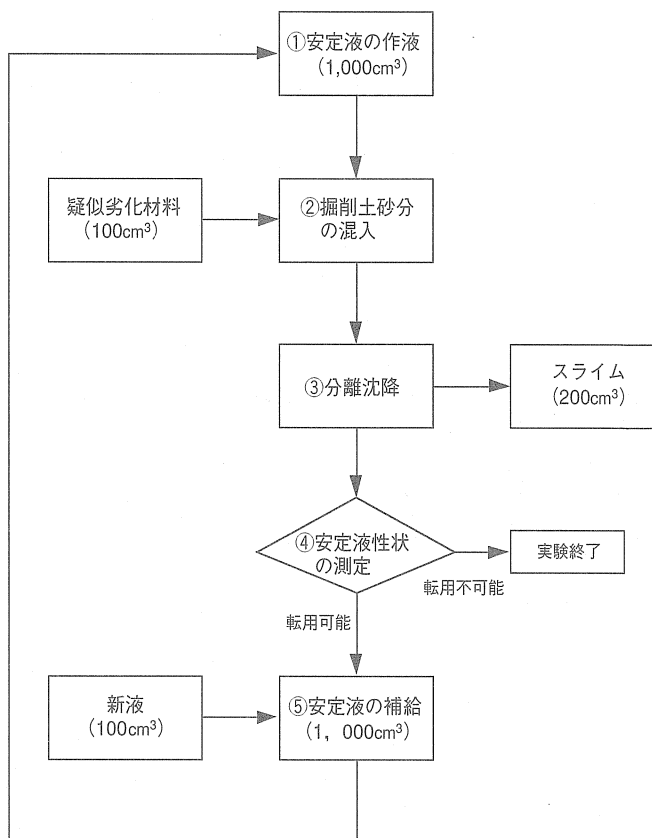 ①安定液の作液
(1,000cm³)
疑似劣化材料
(100cm³)
②掘削土砂分
の混入
③分離沈降
スライム
(200cm³)
④安定液性状
の測定
実験終了
転用不可能
転用可能
新液
(100cm³)
⑤安定液の補給
(1, 000cm³)